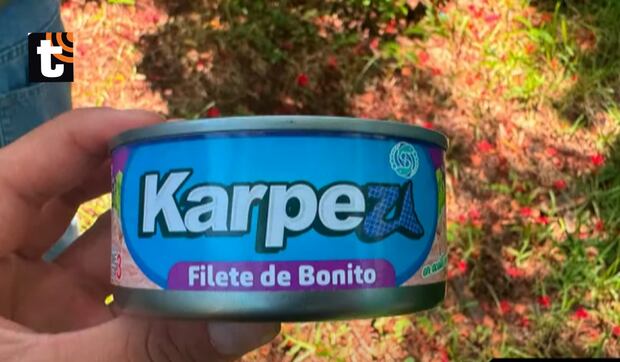 t
Karpez
Filete de Bonito